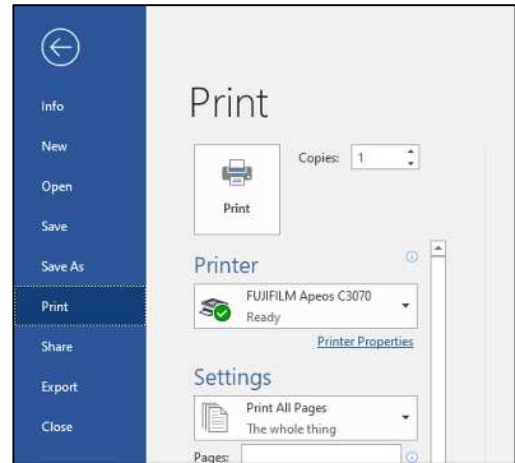 Info
New
Open
Save
Save As
Print
Share
Export
Close
Print
Copies: 1
Print
Printer
FUJIFILM Apeos C3070
Ready
Printer Properties
Settings
Print All Pages
The whole thing
Pages: